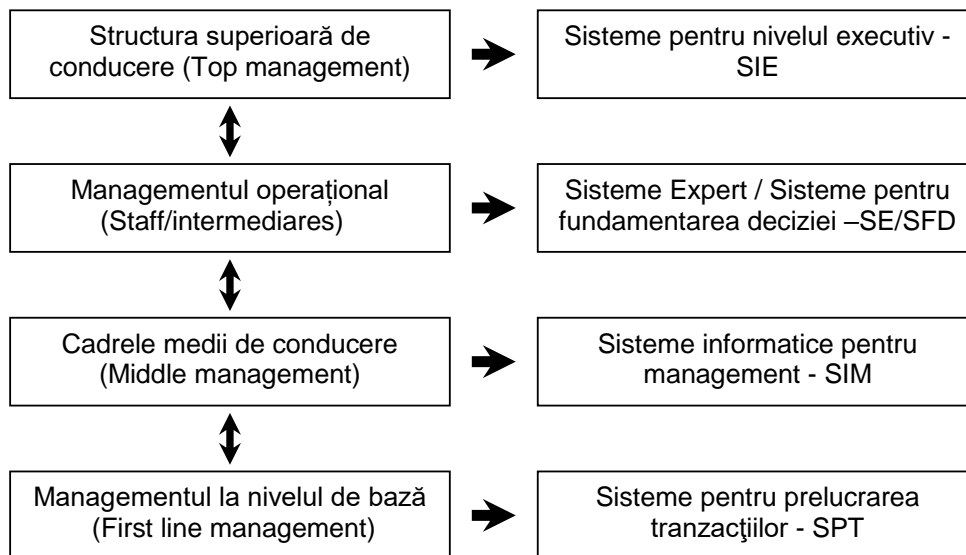 Structura superioară de
conducere (Top management)
Sisteme pentru nivelul executiv -
SIE
Managementul operațional
(Staff/intermediares)
Sisteme Expert / Sisteme pentru
fundamentarea deciziei –SE/SFD
Cadrele medii de conducere
(Middle management)
Sisteme informatice pentru
management - SIM
Managementul la nivelul de bază
(First line management)
Sisteme pentru prelucrarea
tranzacţiilor - SPT